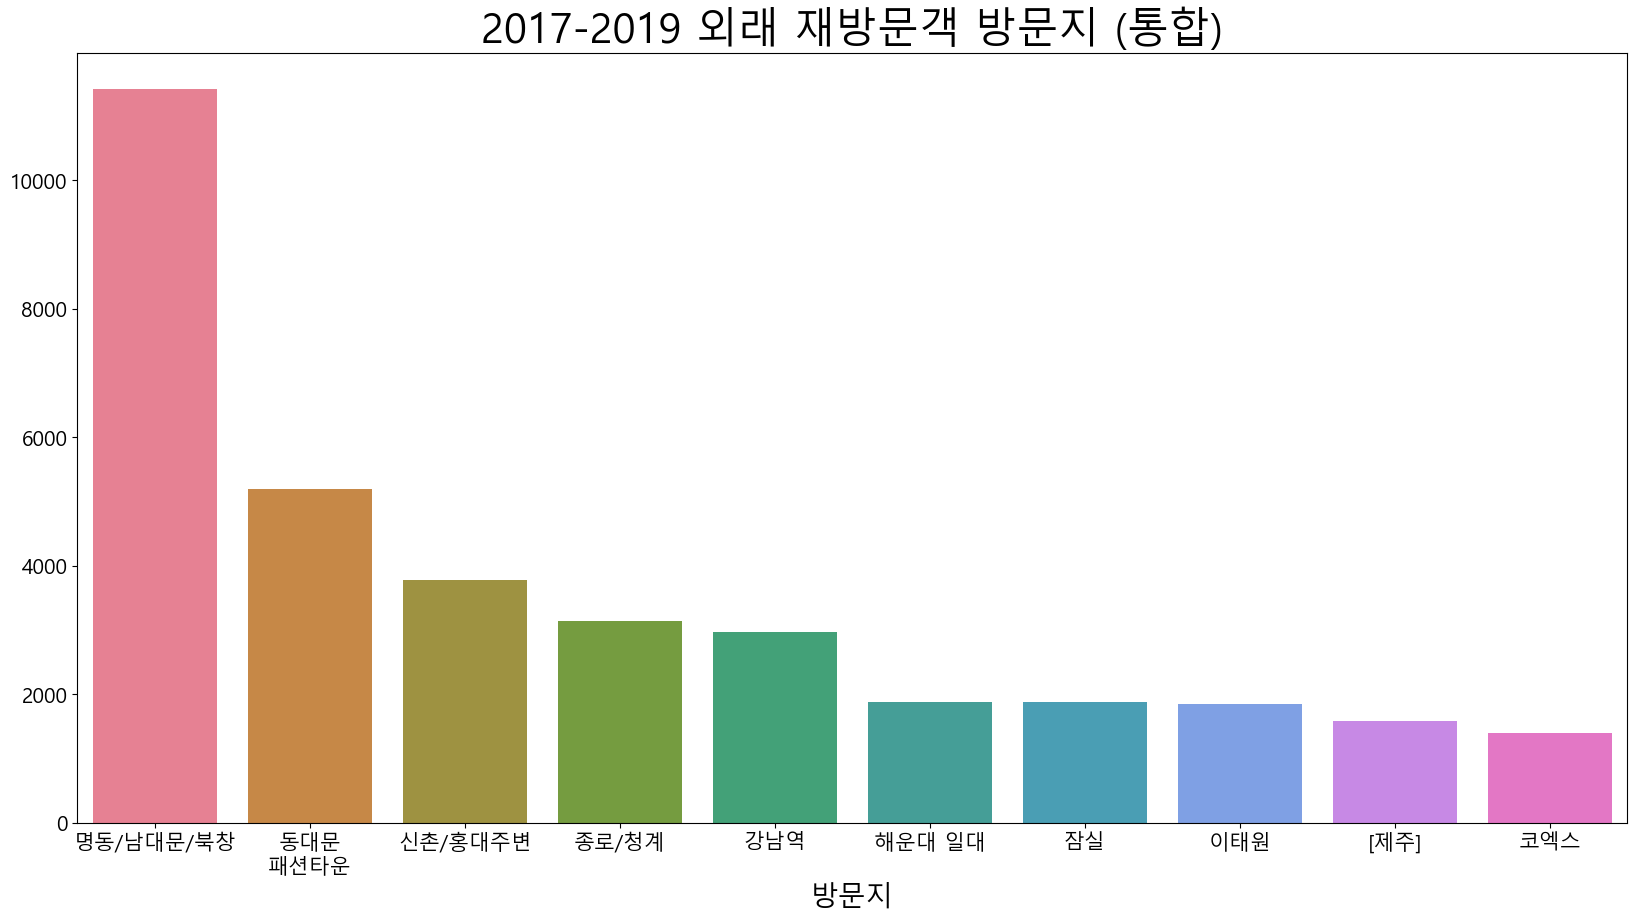 2017-2019 외래 재방문객 방문지 (통합)
10000
8000
6000
4000
2000
0
명동/남대문/북창
동대문
패션타운
신촌/홍대주변
종로/청계
강남역
해운대 일대
잠실
이태원
[제주]
코엑스
방문지